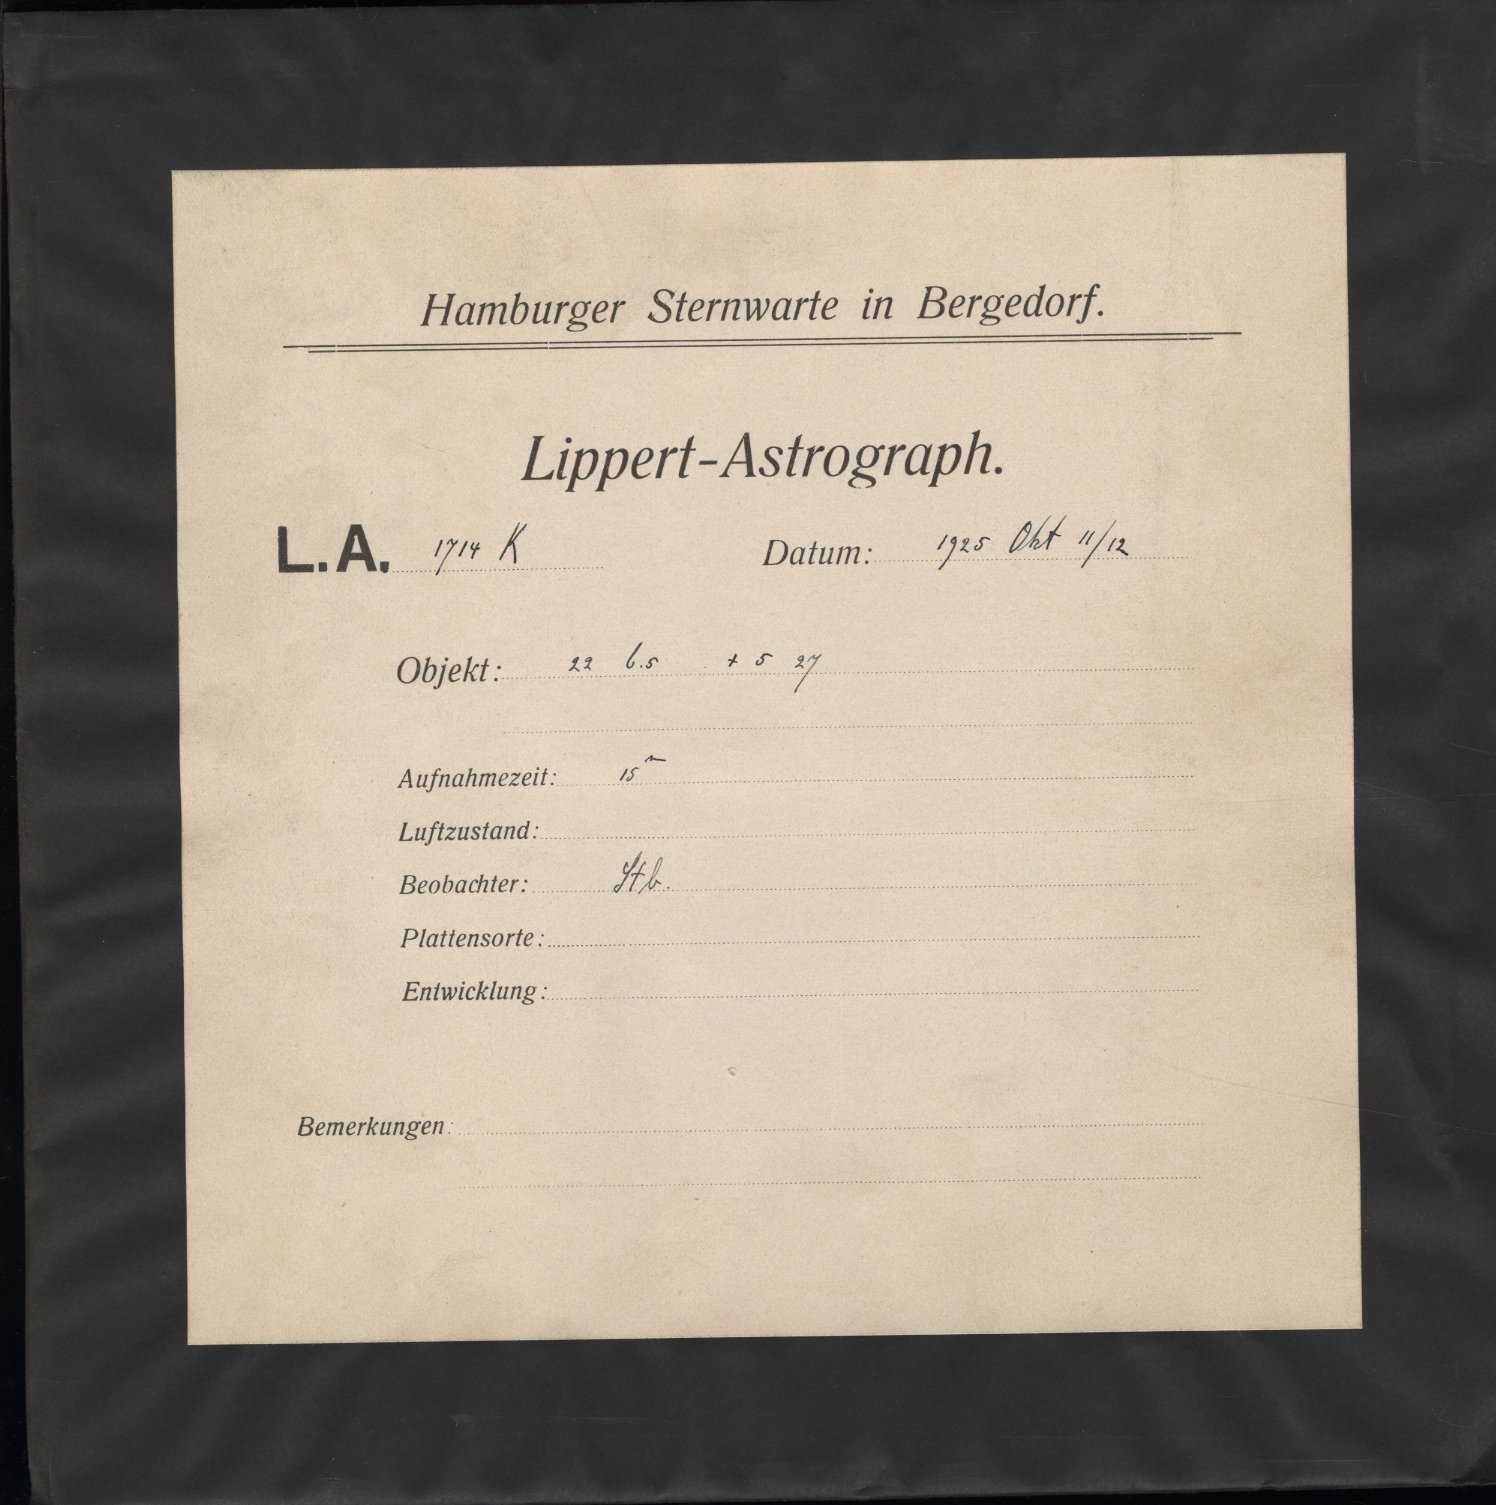 Hamburger Sternwarte in Bergedorf.
Lippert-Astrograph.
L.A. 1714 K Datum: 1925 Okt 11/12
Objekt: 22 6.5 + 5 27
Aufnahmezeit: 15 m
Luftzustand:
Beobachter: Stb.
Plattensorte:
Entwicklung:
Bemerkungen: